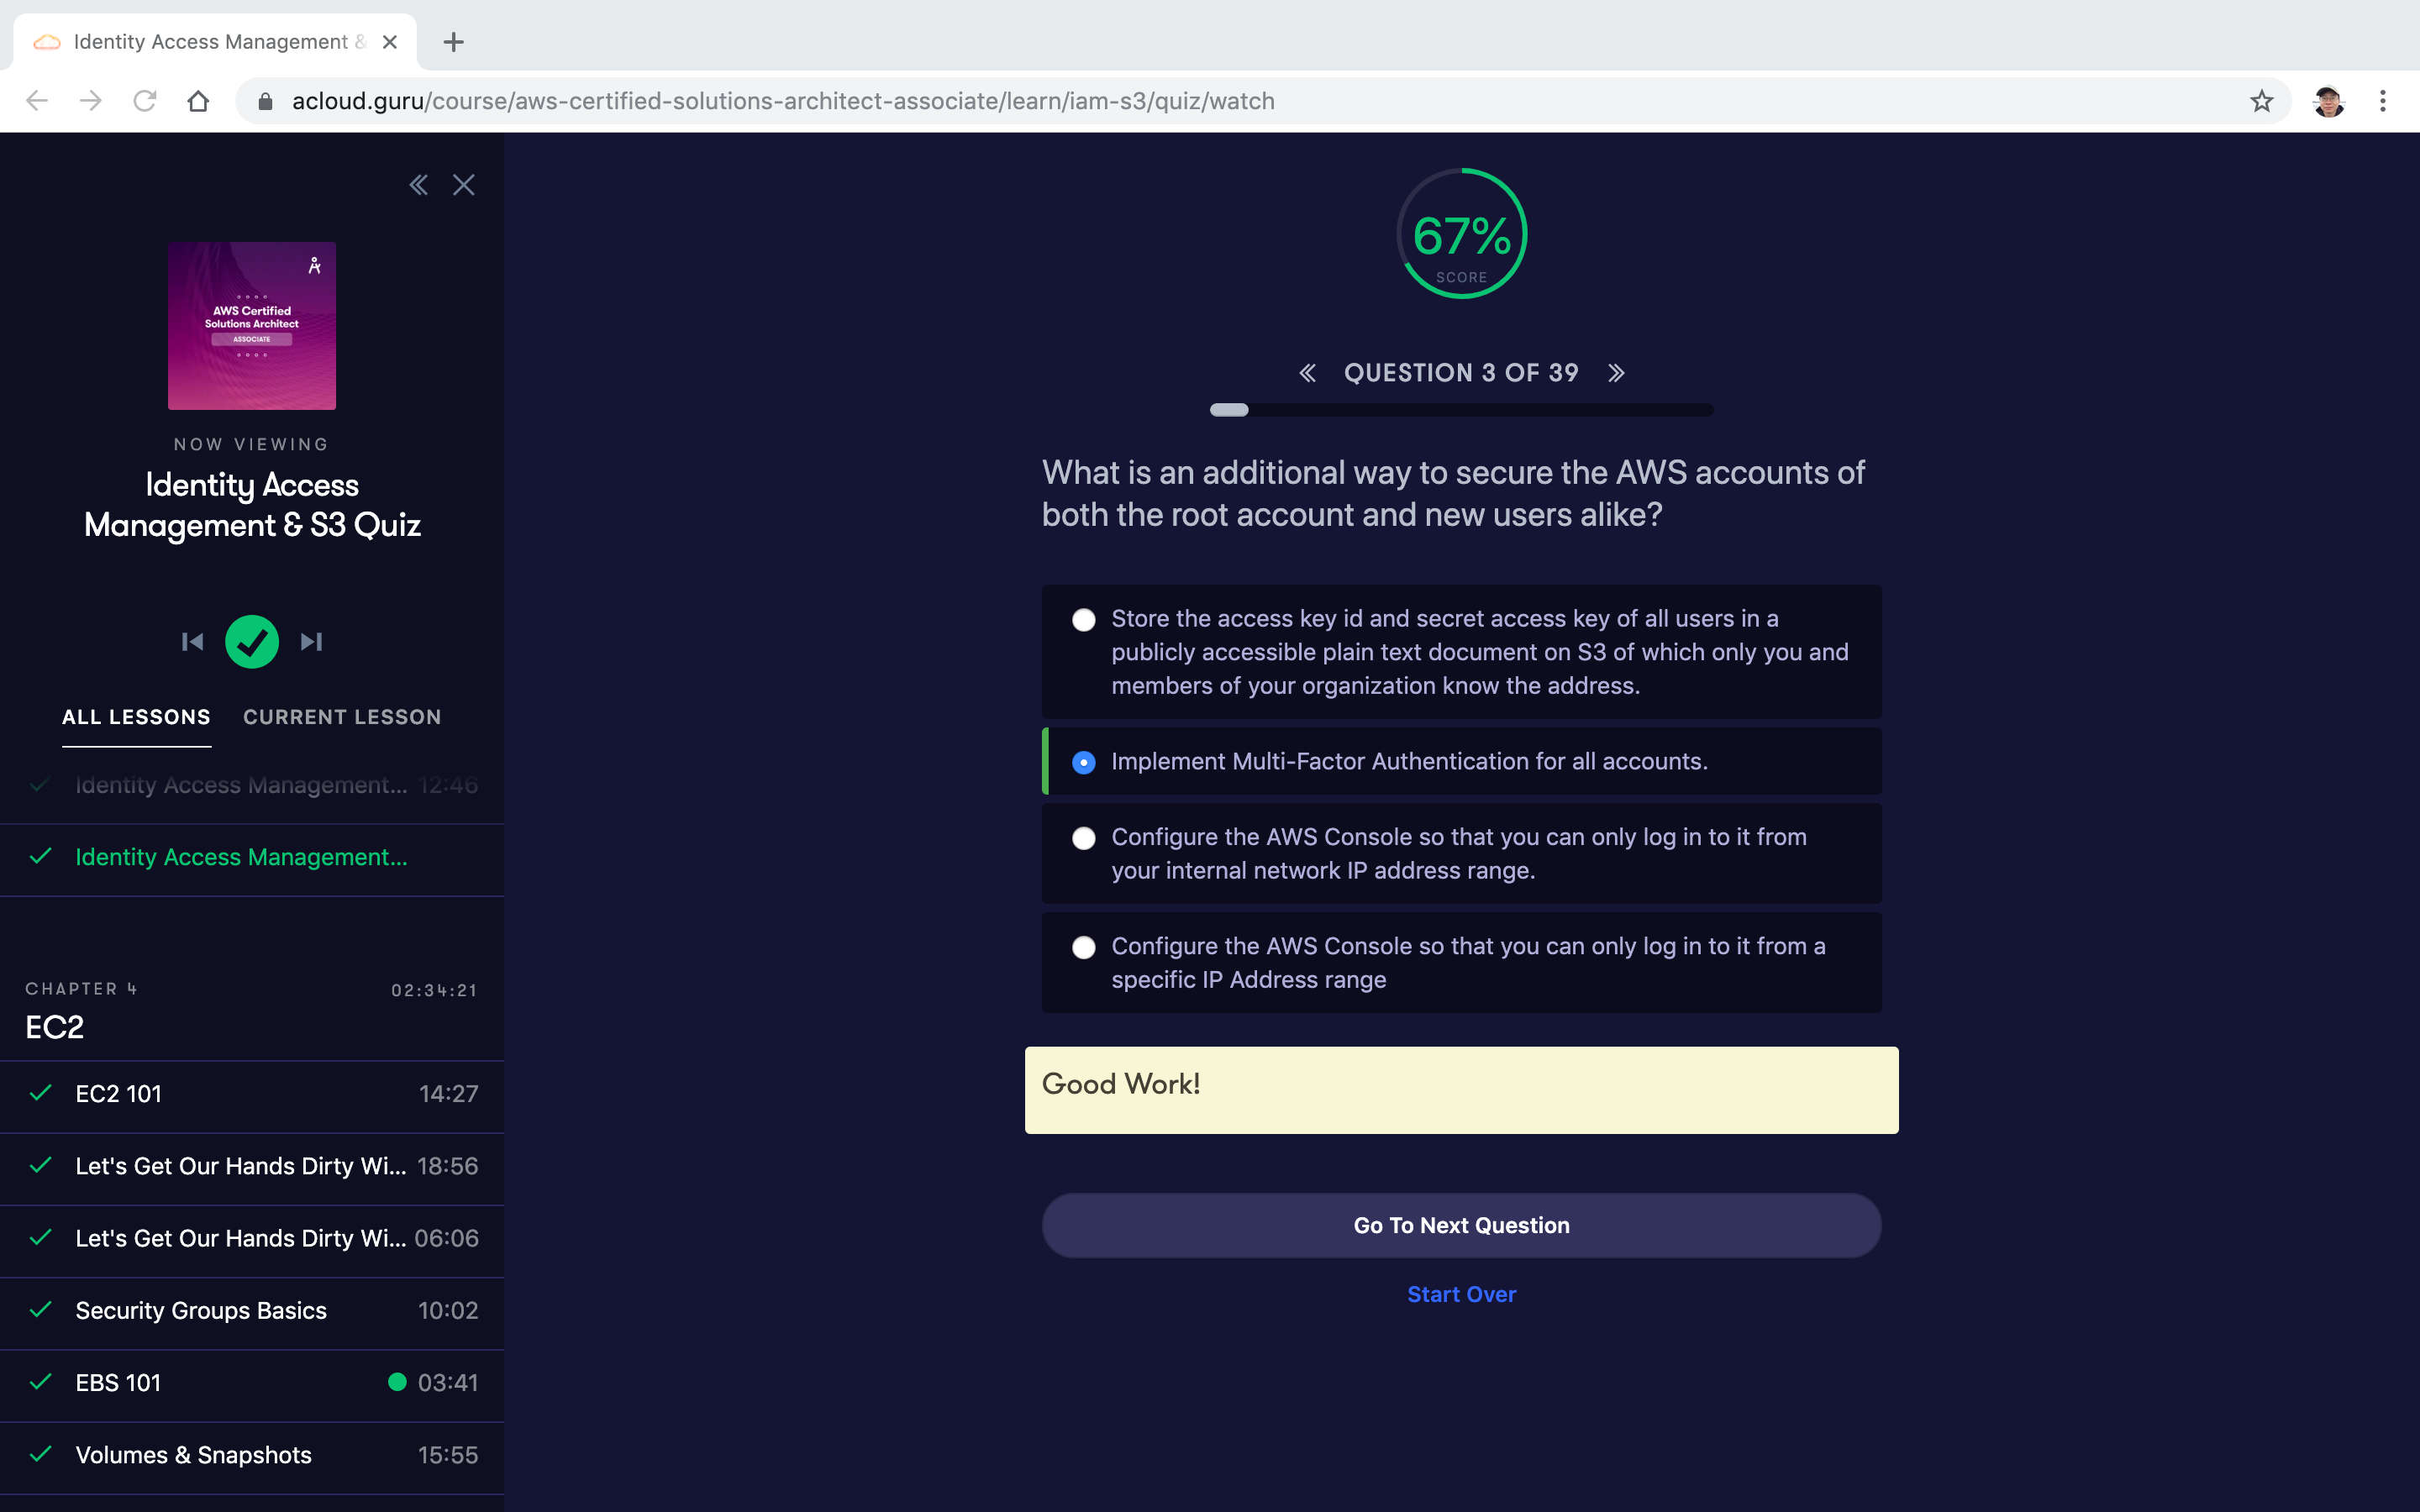 Identity Access Management &
acloud.guru/course/aws-certified-solutions-architect-associate/learn/iam-s3/quiz/watch
AWS Certified
Solutions Architect
ASSOCIATE
NOW VIEWING
Identity Access
Management & S3 Quiz
ALL LESSONS CURRENT LESSON
Identity Access Management... 12:46
Identity Access Management...
CHAPTER 4 02:34:21
EC2
EC2 101 14:27
Let's Get Our Hands Dirty Wi... 18:56
Let's Get Our Hands Dirty Wi... 06:06
Security Groups Basics 10:02
EBS 101 03:41
Volumes & Snapshots 15:55
67%
SCORE
QUESTION 3 OF 39
What is an additional way to secure the AWS accounts of
both the root account and new users alike?
Store the access key id and secret access key of all users in a
publicly accessible plain text document on S3 of which only you and
members of your organization know the address.
Implement Multi-Factor Authentication for all accounts.
Configure the AWS Console so that you can only log in to it from
your internal network IP address range.
Configure the AWS Console so that you can only log in to it from a
specific IP Address range
Good Work!
Go To Next Question
Start Over